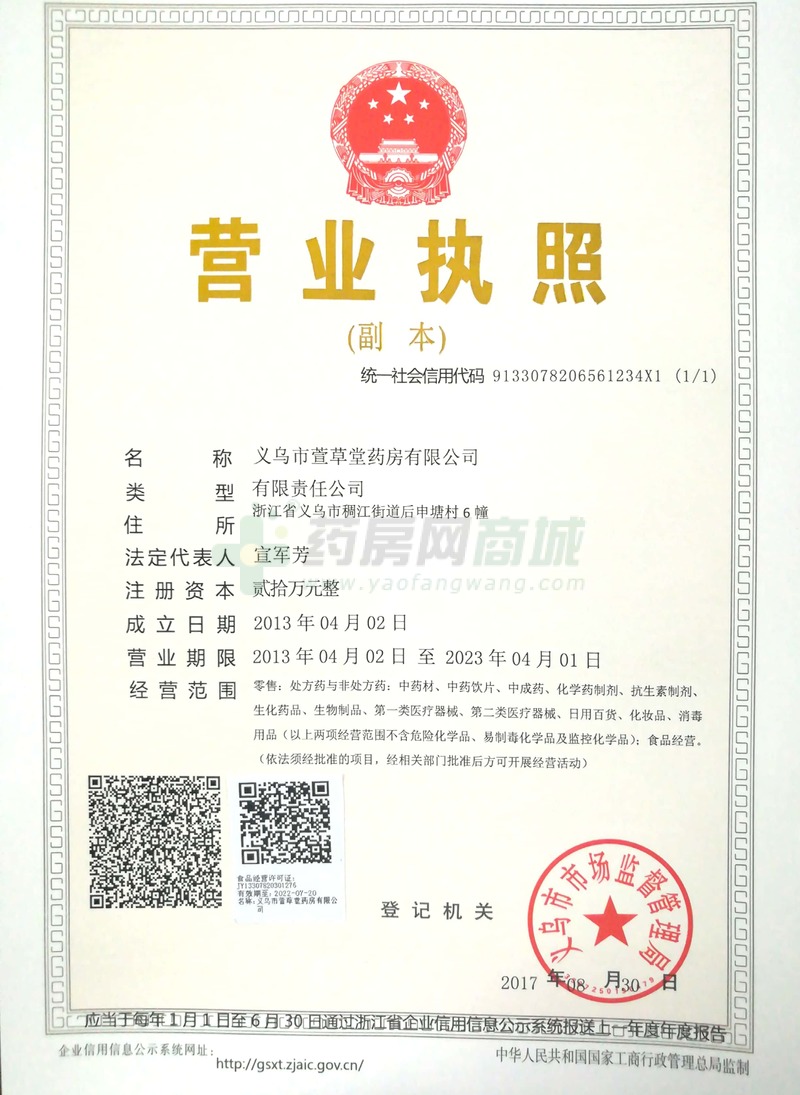 营业执照
(副 本)
统一社会信用代码 9133078206561234X1 (1/1)
名 称 义乌市萱草堂药房有限公司
类 型 有限责任公司
住 所 浙江省义乌市稠江街道后申塘村6幢
法定代表人 宣军芳
注册资本 贰拾万元整
成立日期 2013年04月02日
营业期限 2013年04月02日 至 2023年04月01日
经营范围 零售：处方药与非处方药：中药材、中药饮片、中成药、化学药制剂、抗生素制剂、
生化药品、生物制品、第一类医疗器械、第二类医疗器械、日用百货、化妆品、消毒
用品（以上两项经营范围不含危险化学品、易制毒化学品及监控化学品）；食品经营。
（依法须经批准的项目，经相关部门批准后方可开展经营活动）
药房网商城
www.yaofangwang.com
食品经营许可证：
JY13307820301276
有效期至：2022-07-20
名称：义乌市萱草堂药房有限公
司
登记机关
义乌市市场监督管理局
2017年08月30日
应当于每年1月1日至6月30日通过浙江省企业信用信息公示系统报送上一年度年度报告
企业信用信息公示系统网址：
http://gsxt.zjaic.gov.cn/
中华人民共和国国家工商行政管理总局监制